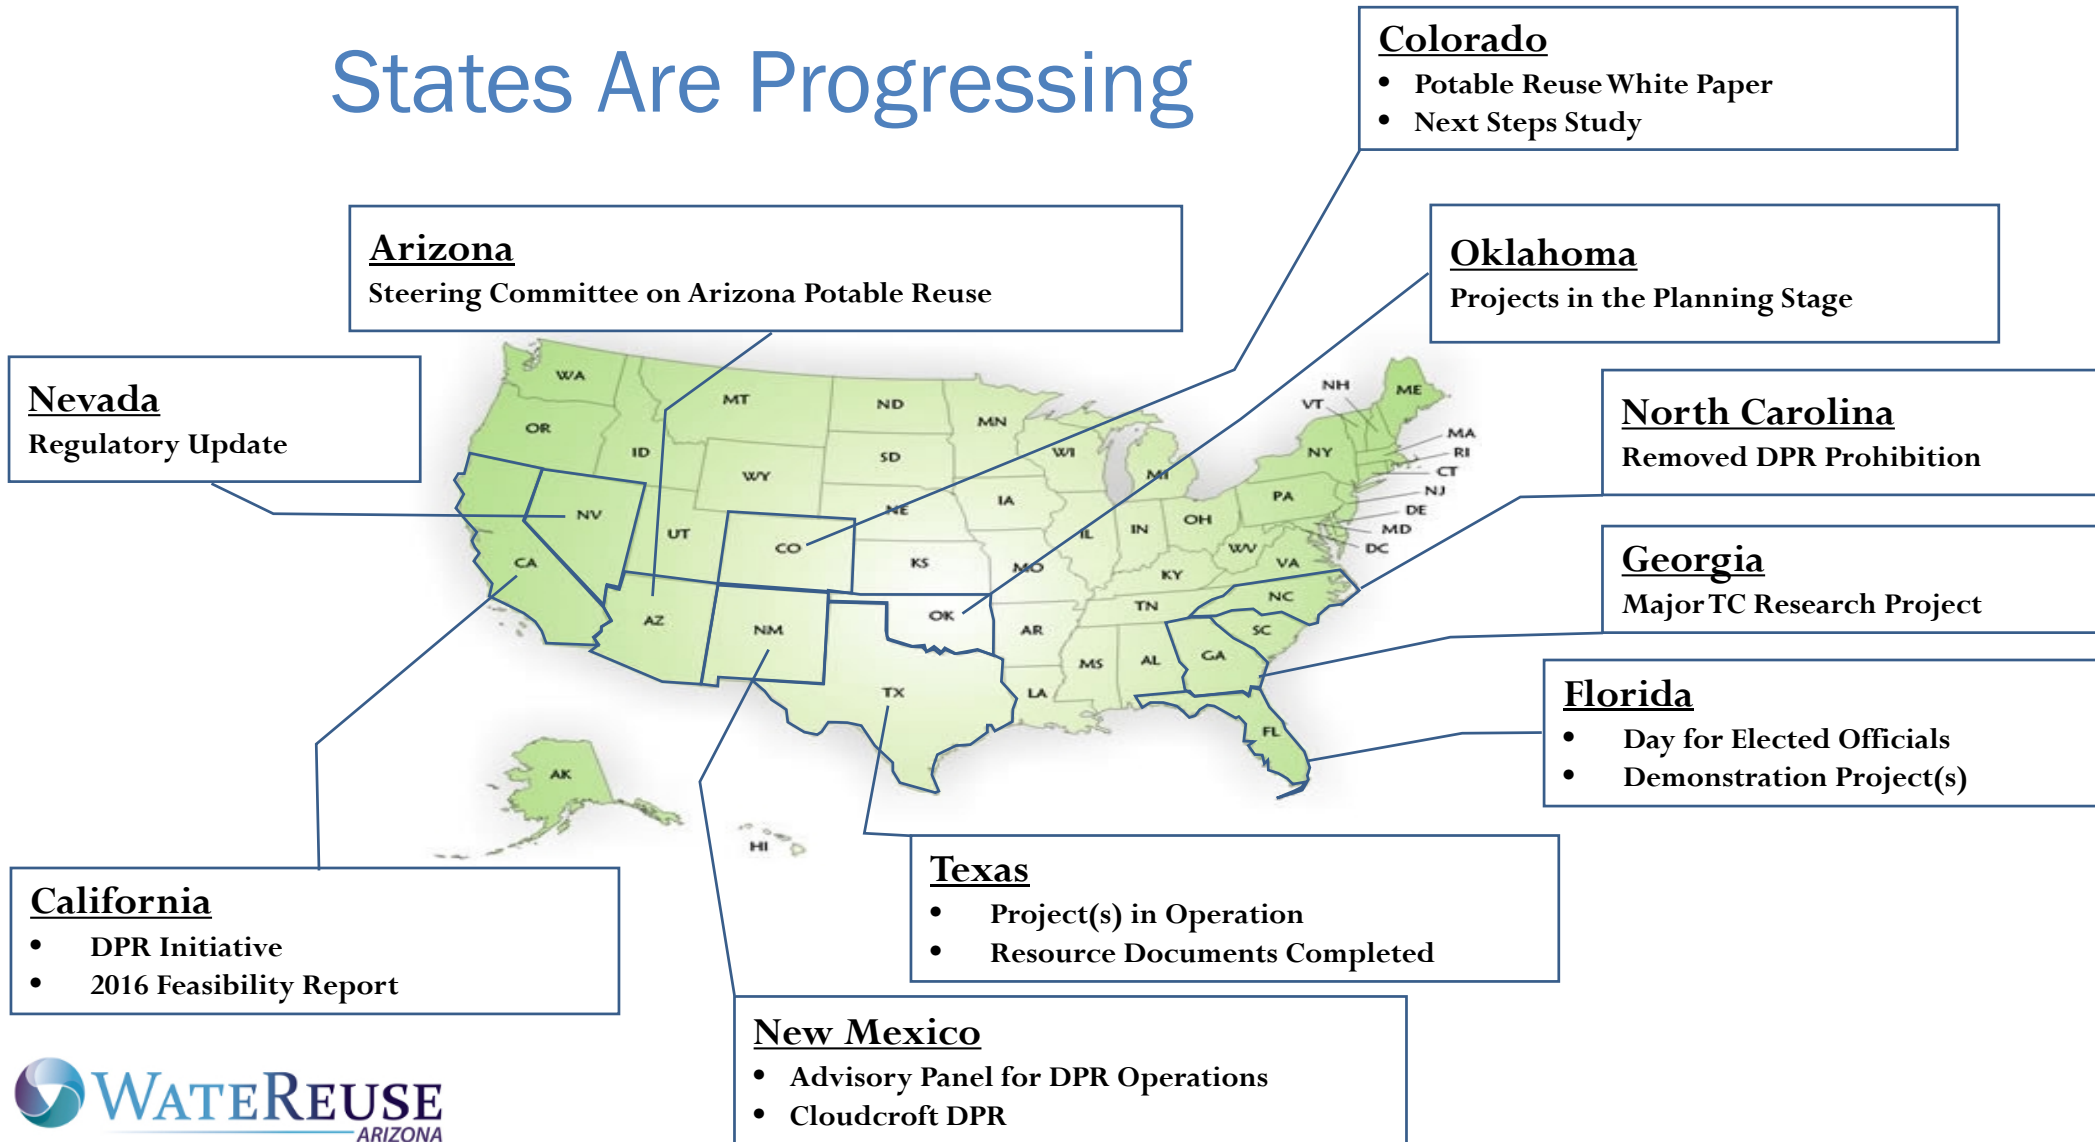 States Are Progressing
Colorado
• Potable Reuse White Paper
• Next Steps Study
Arizona
Steering Committee on Arizona Potable Reuse
Oklahoma
Projects in the Planning Stage
Nevada
Regulatory Update
North Carolina
Removed DPR Prohibition
Georgia
Major TC Research Project
Florida
• Day for Elected Officials
• Demonstration Project(s)
Texas
• Project(s) in Operation
• Resource Documents Completed
California
• DPR Initiative
• 2016 Feasibility Report
New Mexico
• Advisory Panel for DPR Operations
• Cloudcroft DPR
WA
MT
ND
MN
NH
ME
VT
OR
ID
SD
WI
MI
NY
MA
RI
CT
WY
NJ
NV
UT
CO
NE
IA
IL
IN
OH
PA
DE
MD
DC
CA
KS
MO
KY
WV
VA
AZ
NM
OK
AR
TN
NC
SC
TX
LA
MS
AL
GA
FL
AK
HI
WATEREUSE
ARIZONA